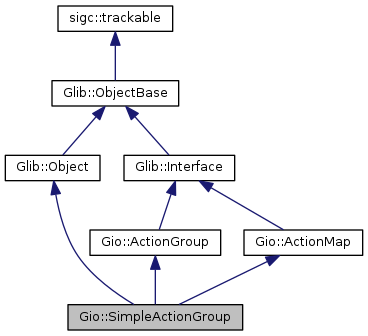 sigc::trackable
Glib::ObjectBase
Glib::Object
Glib::Interface
Gio::ActionGroup
Gio::ActionMap
Gio::SimpleActionGroup